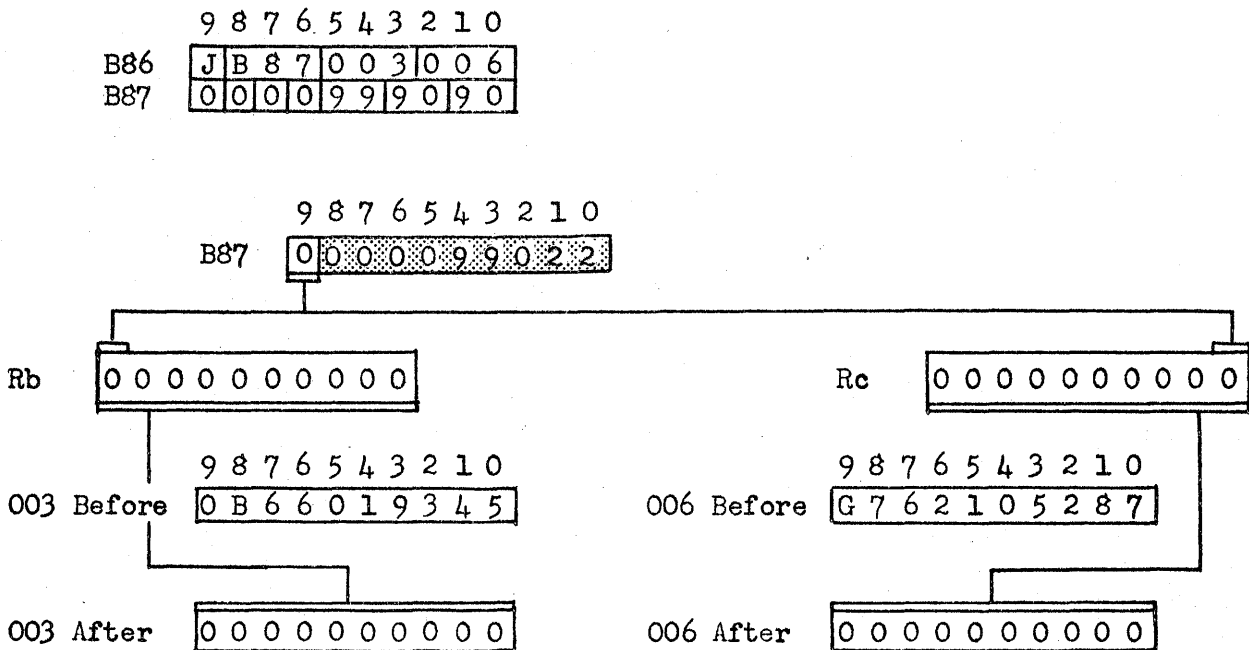 9 8 7 6 5 4 3 2 1 0
B86 J B 8 7 0 0 3 0 0 6
B87 0 0 0 0 9 9 9 0 9 0
9 8 7 6 5 4 3 2 1 0
B87 0 0 0 0 0 9 9 0 2 2
Rb 0 0 0 0 0 0 0 0 0 0 Rc 0 0 0 0 0 0 0 0 0 0
9 8 7 6 5 4 3 2 1 0 9 8 7 6 5 4 3 2 1 0
003 Before 0 B 6 6 0 1 9 3 4 5 006 Before G 7 6 2 1 0 5 2 8 7
003 After 0 0 0 0 0 0 0 0 0 0 006 After 0 0 0 0 0 0 0 0 0 0